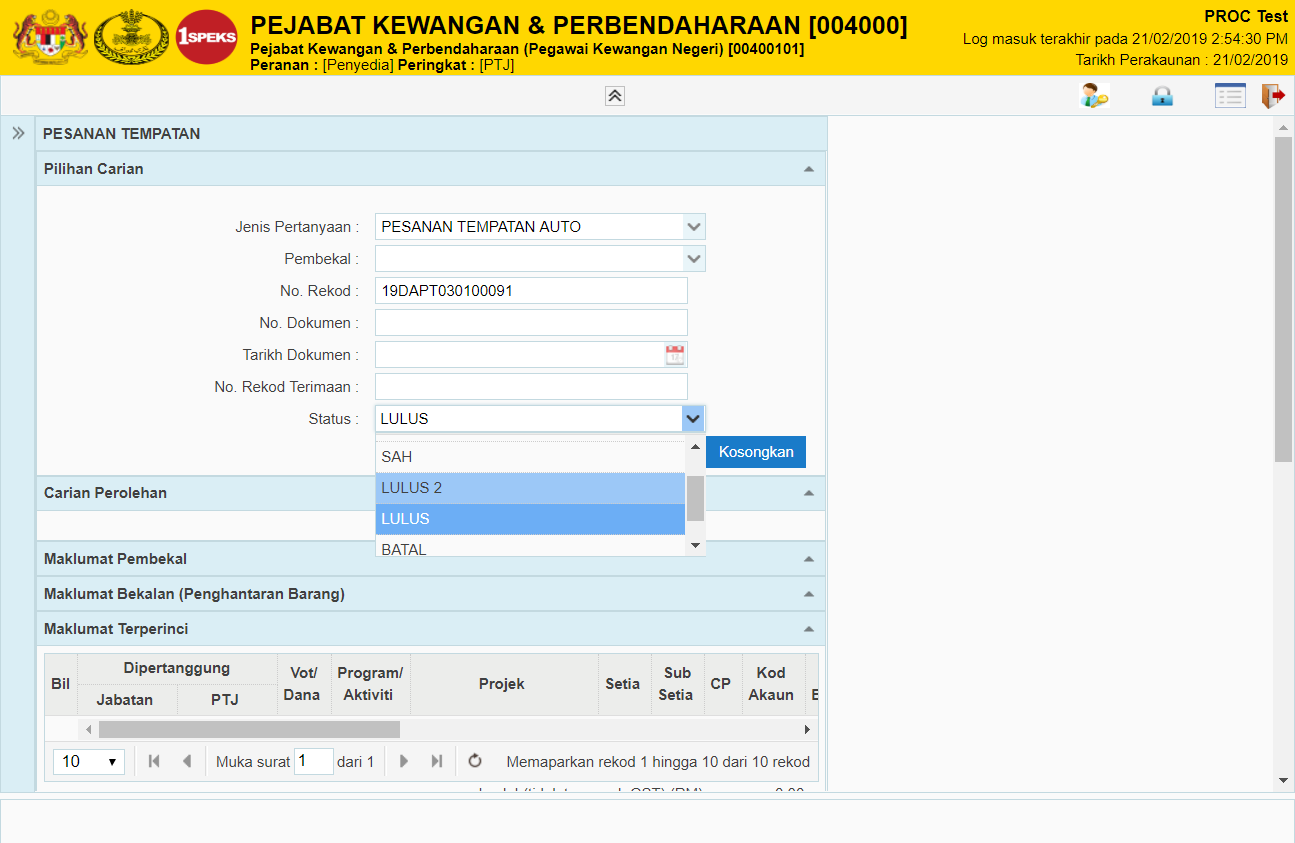 1SPEKS
PEJABAT KEWANGAN & PERBENDAHARAAN [004000]
Pejabat Kewangan & Perbendaharaan (Pegawai Kewangan Negeri) [00400101]
Peranan : [Penyedia] Peringkat : [PTJ]
PROC Test
Log masuk terakhir pada 21/02/2019 2:54:30 PM
Tarikh Perakaunan : 21/02/2019
PESANAN TEMPATAN
Pilihan Carian
Jenis Pertanyaan : PESANAN TEMPATAN AUTO
Pembekal :
No. Rekod : 19DAPT030100091
No. Dokumen :
Tarikh Dokumen :
No. Rekod Terimaan :
Status : LULUS
SAH
LULUS 2
LULUS
BATAL
Kosongkan
Carian Perolehan
Maklumat Pembekal
Maklumat Bekalan (Penghantaran Barang)
Maklumat Terperinci
Bil
Dipertanggung
Jabatan
PTJ
Vot/
Dana
Program/
Aktiviti
Projek
Setia
Sub
Setia
CP
Kod
Akaun
10
Muka surat 1 dari 1
Memaparkan rekod 1 hingga 10 dari 10 rekod